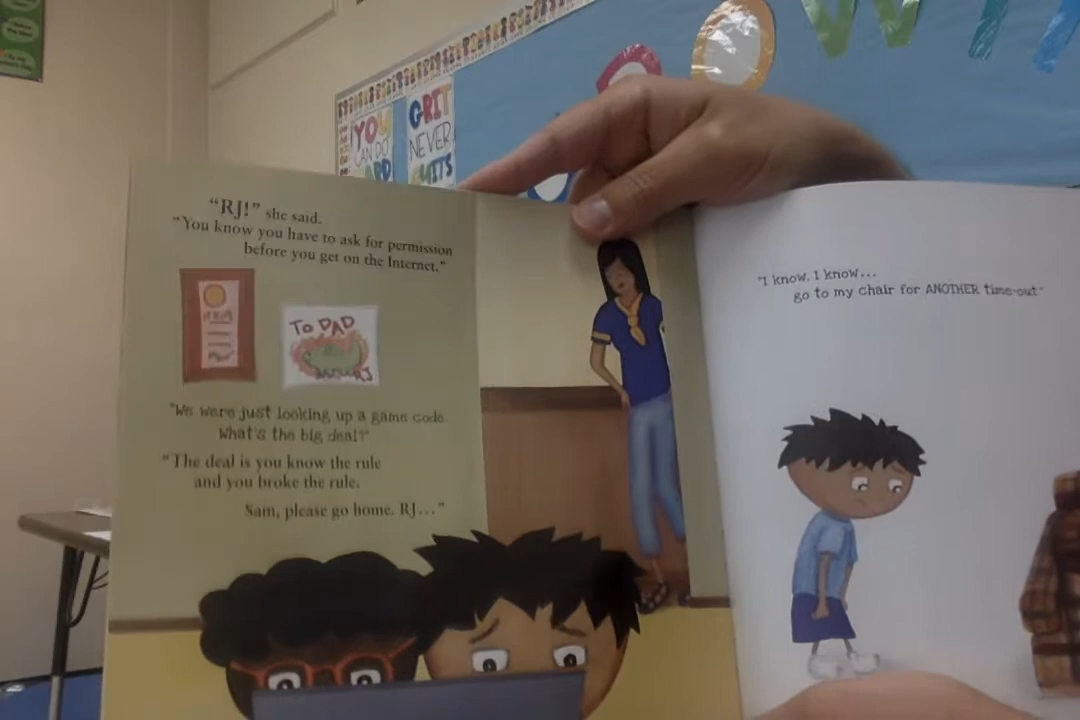 YOU
CAN DO
GRIT
NEVER
"RJ!" she said.
"You know you have to ask for permission
before you get on the Internet."
TO DAD
RJ
"We were just looking up a game code.
What's the big deal?"
"The deal is you know the rule
and you broke the rule.
Sam, please go home. RJ..."
"I know, I know...
go to my chair for ANOTHER time-out."